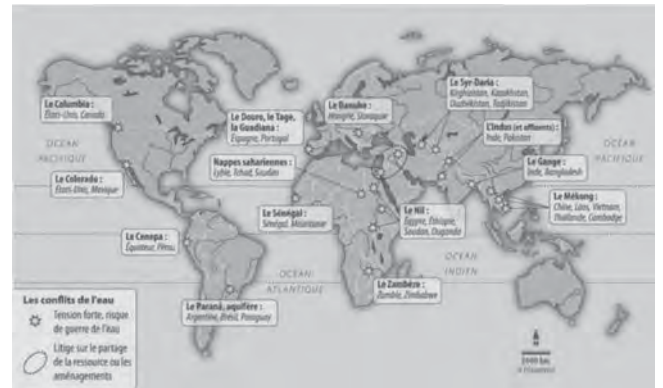 Le Columbia :
États-Unis, Canada
Le Colorado :
États-Unis, Mexique
Le Cenepa :
Équateur, Pérou
Le Paraná, aquifère :
Argentine, Brésil, Paraguay
Le Douro, le Tage,
la Guadiana :
Espagne, Portugal
Nappes sahariennes :
Lybie, Tchad, Soudan
Le Sénégal :
Sénégal, Mauritanie
Le Danube :
Hongrie, Slovaquie
Le Nil :
Égypte, Éthiopie,
Soudan, Ouganda
Le Zambèze :
Zambie, Zimbabwe
Le Syr-Daria :
Kirghizistan, Kazakhstan,
Ouzbékistan, Tadjikistan
L'Indus (et affluents) :
Inde, Pakistan
Le Gange :
Inde, Bangladesh
Le Mékong :
Chine, Laos, Vietnam,
Thaïlande, Cambodge
OCÉAN
PACIFIQUE
OCÉAN
ATLANTIQUE
OCÉAN
INDIEN
OCÉAN
PACIFIQUE
Les conflits de l'eau
Tension forte, risque
de guerre de l'eau
Litige sur le partage
de la ressource ou les
aménagements